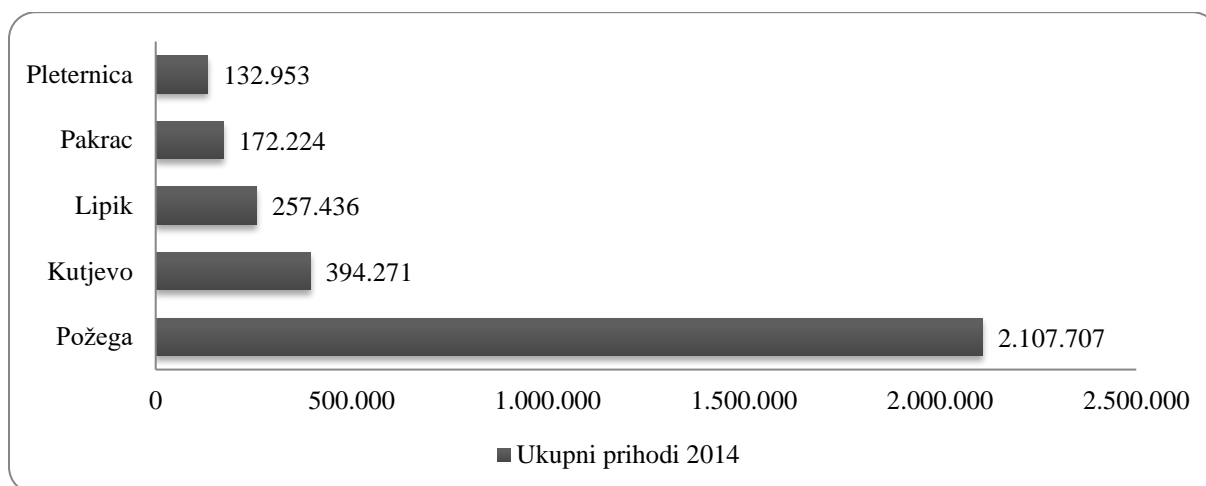 Pleternica 132.953
Pakrac 172.224
Lipik 257.436
Kutjevo 394.271
Požega 2.107.707
0 500.000 1.000.000 1.500.000 2.000.000 2.500.000
Ukupni prihodi 2014